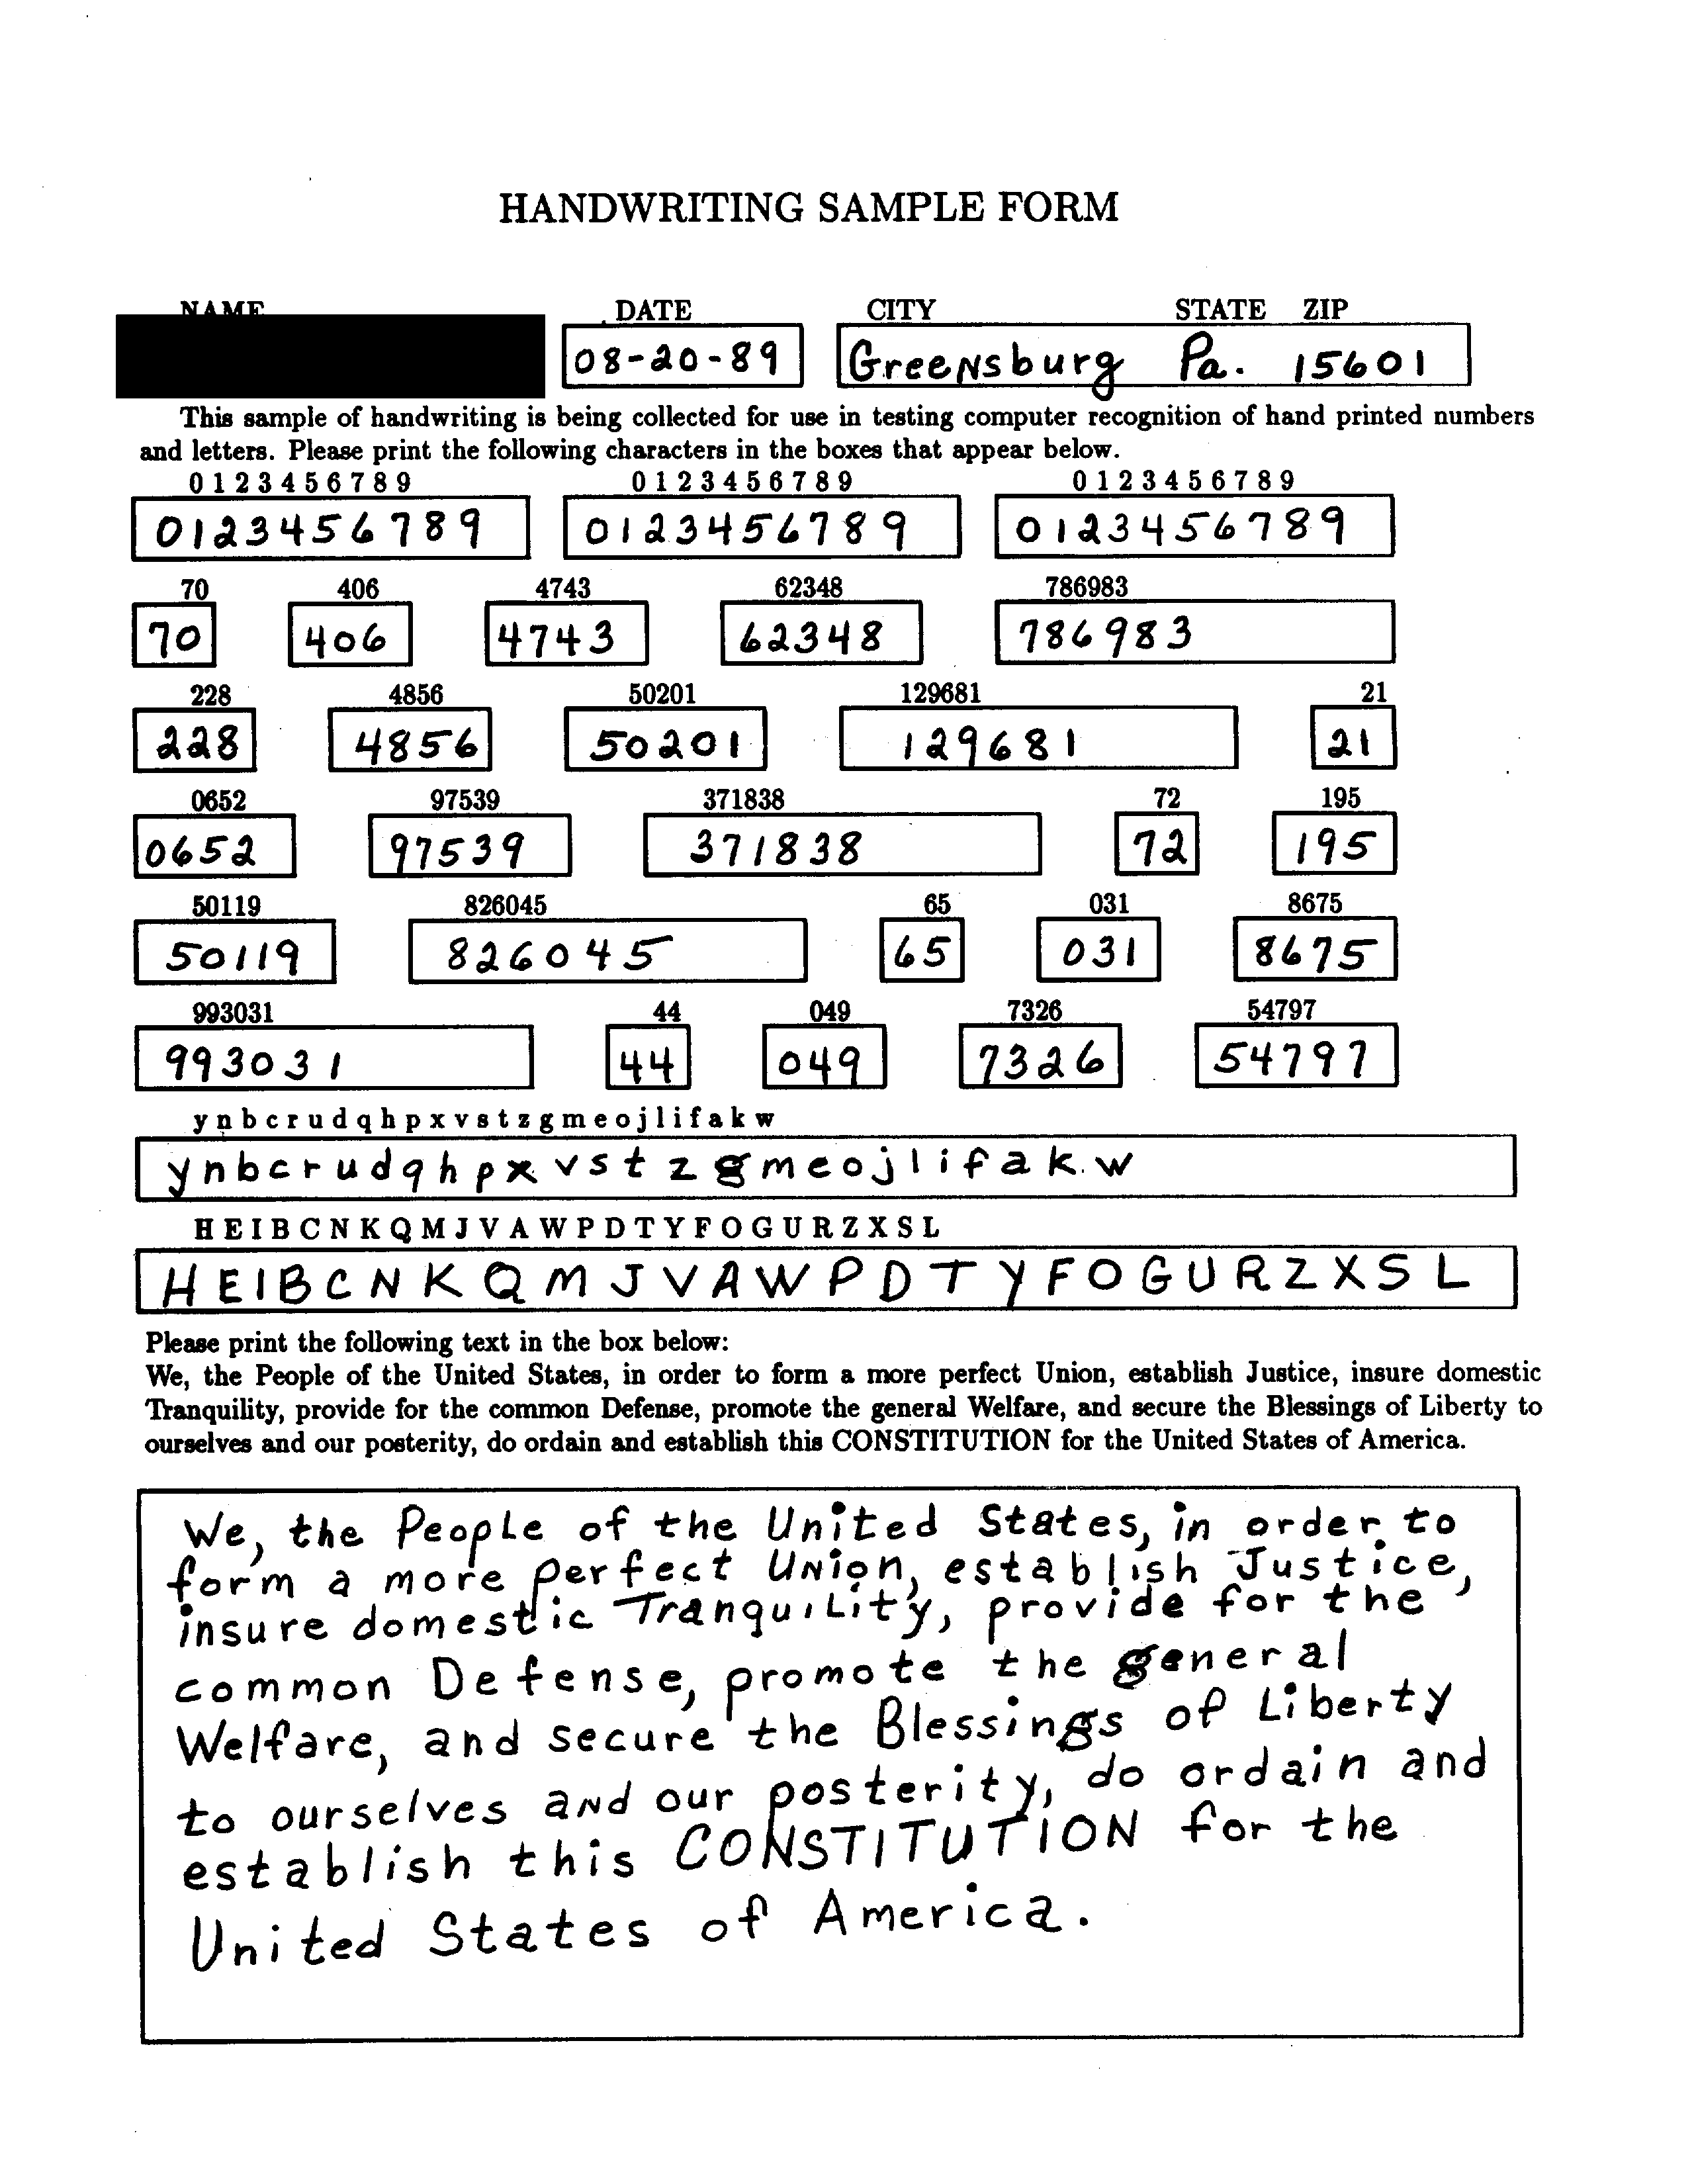 HANDWRITING SAMPLE FORM
NAME DATE CITY STATE ZIP
08-20-89 Greensburg Pa. 15601
This sample of handwriting is being collected for use in testing computer recognition of hand printed numbers
and letters. Please print the following characters in the boxes that appear below.
0 1 2 3 4 5 6 7 8 9 0 1 2 3 4 5 6 7 8 9 0 1 2 3 4 5 6 7 8 9
0123456789 0123456789 0123456789
70 406 4743 62348 786983
70 406 4743 62348 786983
228 4856 50201 129681 21
228 4856 50201 129681 21
0652 97539 371838 72 195
0652 97539 371838 72 195
50119 826045 65 031 8675
50119 826045 65 031 8675
993031 44 049 7326 54797
993031 44 049 7326 54797
y n b c r u d q h p x v s t z g m e o j l i f a k w
y n b c r u d q h p x v s t z g m e o j l i f a k w
H E I B C N K Q M J V A W P D T Y F O G U R Z X S L
H E I B C N K Q M J V A W P D T Y F O G U R Z X S L
Please print the following text in the box below:
We, the People of the United States, in order to form a more perfect Union, establish Justice, insure domestic
Tranquility, provide for the common Defense, promote the general Welfare, and secure the Blessings of Liberty to
ourselves and our posterity, do ordain and establish this CONSTITUTION for the United States of America.
We, the People of the United States, in order to
form a more perfect Union, establish Justice,
insure domestic Tranquility, provide for the
common Defense, promote the general
Welfare, and secure the Blessings of Liberty
to ourselves and our posterity, do ordain and
establish this CONSTITUTION for the
United States of America.